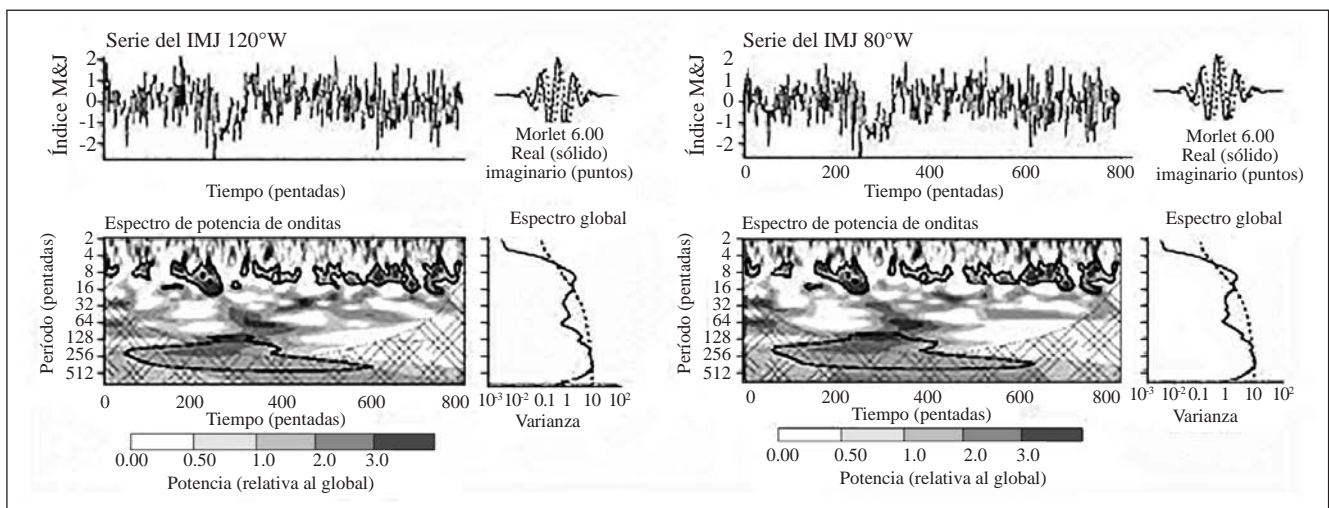 Serie del IMJ 120°W
Índice M&J
2
1
0
-1
-2
Tiempo (pentadas)
Morlet 6.00
Real (sólido)
imaginario (puntos)
Espectro de potencia de onditas
Período (pentadas)
2
4
8
16
32
64
128
256
512
0 200 400 600 800
Tiempo (pentadas)
0.00 0.50 1.0 2.0 3.0
Potencia (relativa al global)
Espectro global
10-3 10-2 0.1 1 10 10²
Varianza
Serie del IMJ 80°W
Índice M&J
2
1
0
-1
-2
0 200 400 600 800
Tiempo (pentadas)
Morlet 6.00
Real (sólido)
imaginario (puntos)
Espectro de potencia de onditas
Período (pentadas)
2
4
8
16
32
64
128
256
512
0 200 400 600 800
Tiempo (pentadas)
0.00 0.50 1.0 2.0 3.0
Potencia (relativa al global)
Espectro global
10-3 10-2 0.1 1 10 10²
Varianza